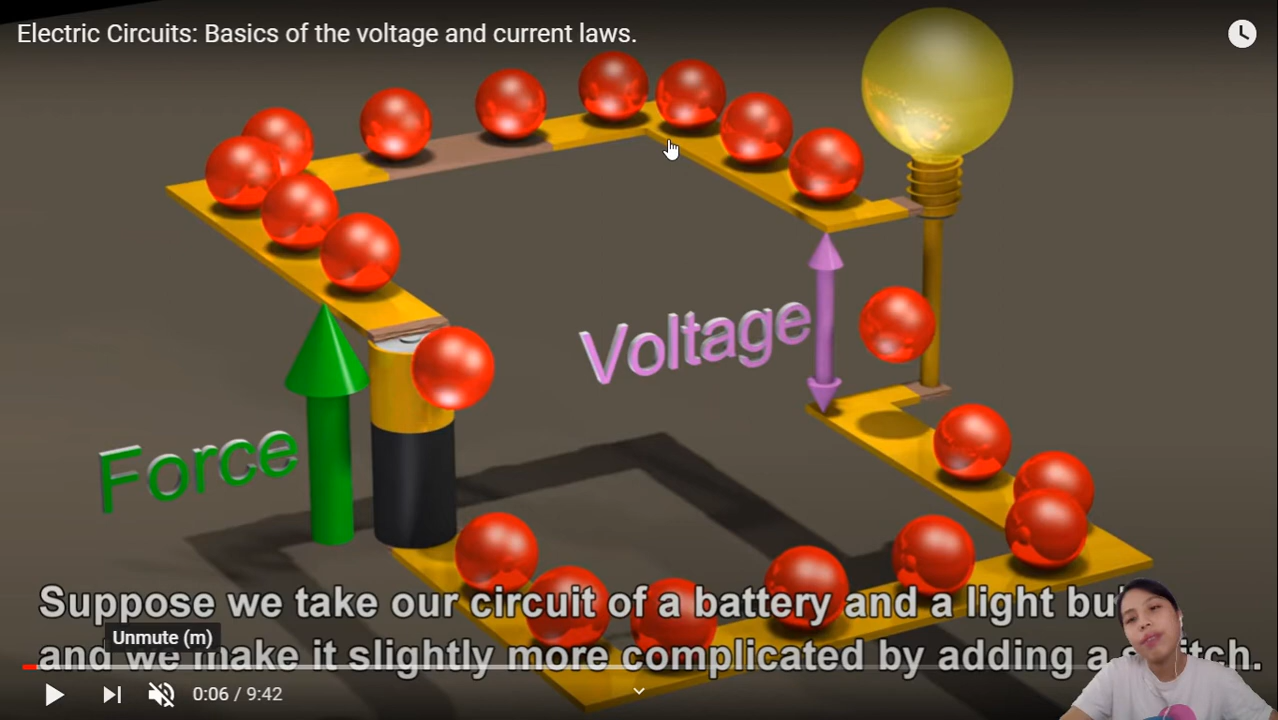 Electric Circuits: Basics of the voltage and current laws.
Voltage
Force
Suppose we take our circuit of a battery and a light
Unmute (m)
and we make it slightly more complicated by adding a
0:06 / 9:42